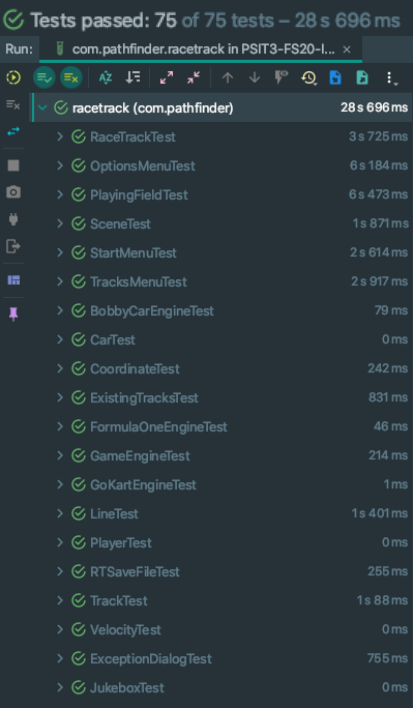 Tests passed: 75 of 75 tests – 28 s 696 ms
Run: com.pathfinder.racetrack in PSIT3-FS20-I... ×
racetrack (com.pathfinder) 28 s 696 ms
RaceTrackTest 3 s 725 ms
OptionsMenuTest 6 s 184 ms
PlayingFieldTest 6 s 473 ms
SceneTest 1 s 871 ms
StartMenuTest 2 s 614 ms
TracksMenuTest 2 s 917 ms
BobbyCarEngineTest 79 ms
CarTest 0 ms
CoordinateTest 242 ms
ExistingTracksTest 831 ms
FormulaOneEngineTest 46 ms
GameEngineTest 214 ms
GoKartEngineTest 1 ms
LineTest 1 s 401 ms
PlayerTest 0 ms
RTSaveFileTest 255 ms
TrackTest 1 s 88 ms
VelocityTest 0 ms
ExceptionDialogTest 755 ms
JukeboxTest 0 ms